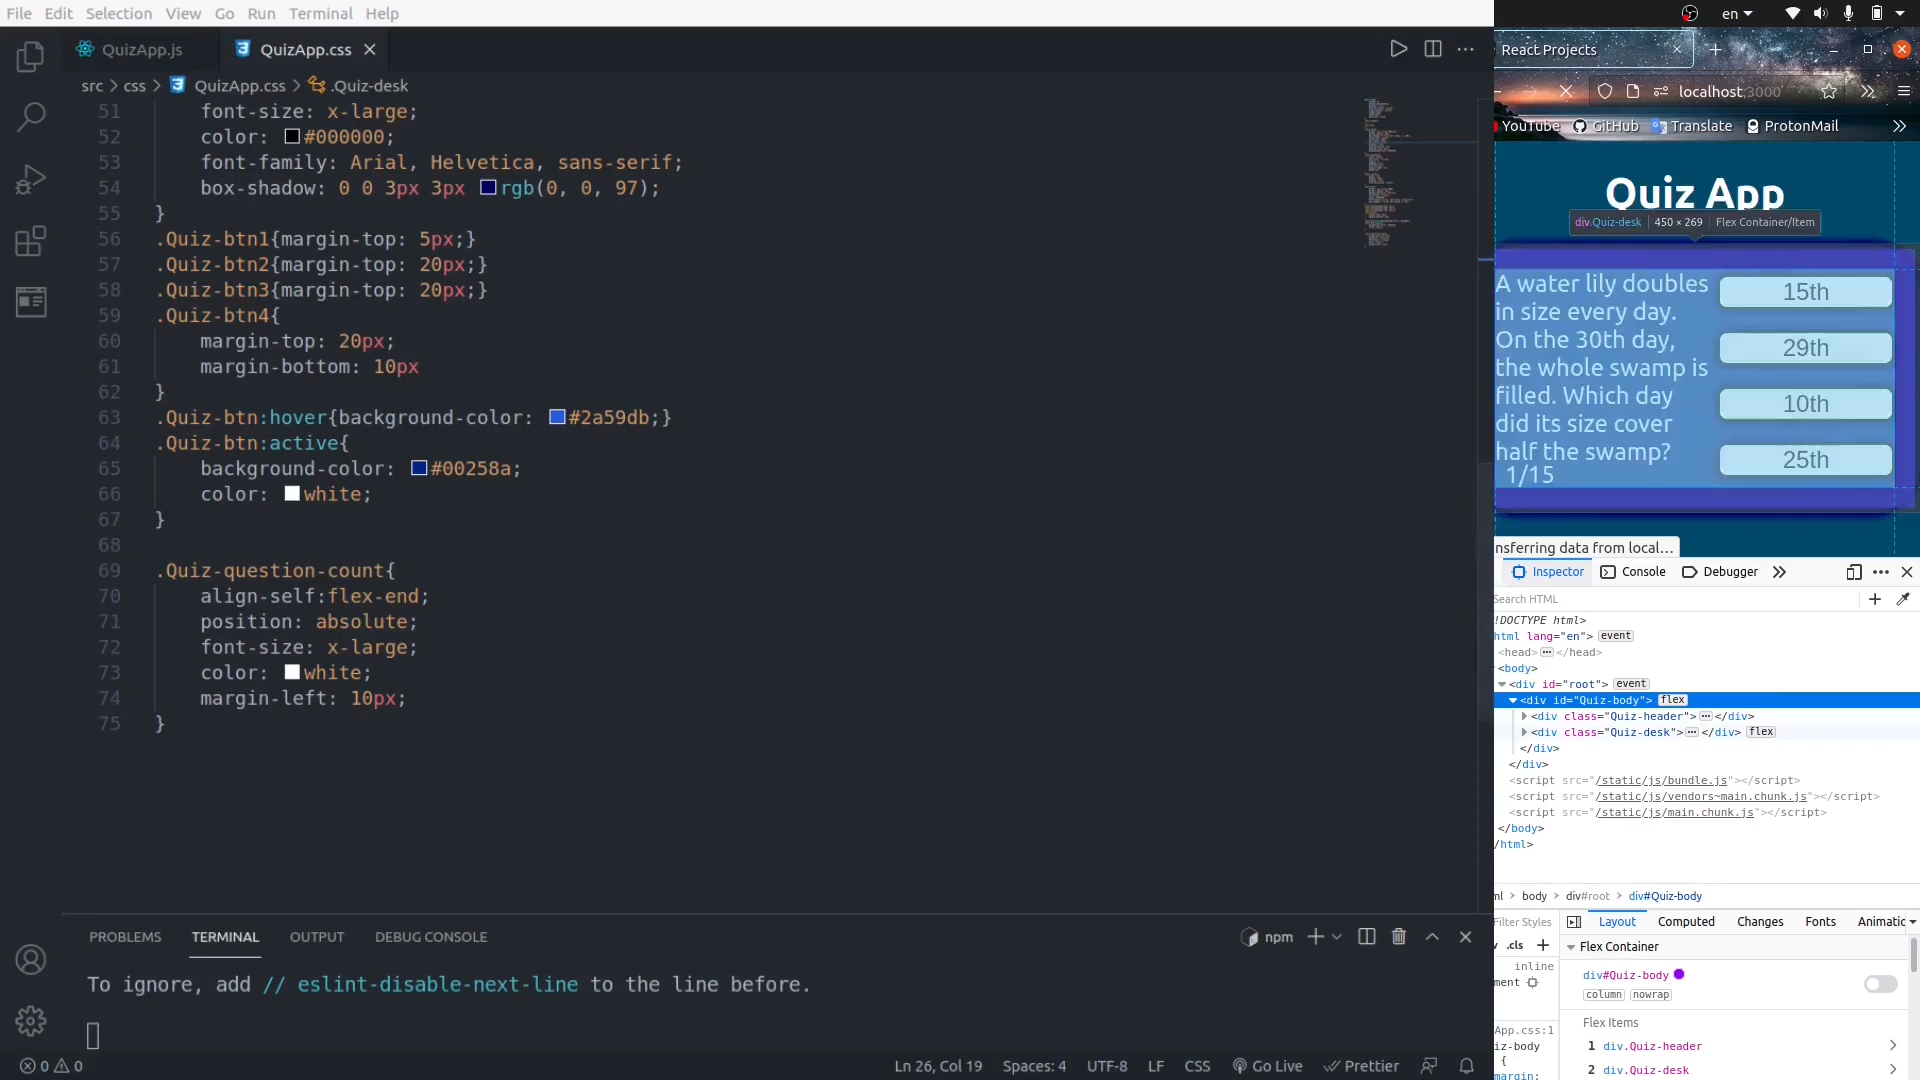 File Edit Selection View Go Run Terminal Help
en
QuizApp.js
QuizApp.css
React Projects
src > css > QuizApp.css > .Quiz-desk
localhost:3000
YouTube GitHub Translate ProtonMail
51 font-size: x-large;
52 color: #000000;
53 font-family: Arial, Helvetica, sans-serif;
54 box-shadow: 0 0 3px 3px rgb(0, 0, 97);
55 }
56 .Quiz-btn1{margin-top: 5px;}
57 .Quiz-btn2{margin-top: 20px;}
58 .Quiz-btn3{margin-top: 20px;}
59 .Quiz-btn4{
60 margin-top: 20px;
61 margin-bottom: 10px
62 }
63 .Quiz-btn:hover{background-color: #2a59db;}
64 .Quiz-btn:active{
65 background-color: #00258a;
66 color: white;
67 }
68
69 .Quiz-question-count{
70 align-self:flex-end;
71 position: absolute;
72 font-size: x-large;
73 color: white;
74 margin-left: 10px;
75 }
Quiz App
div.Quiz-desk 450 × 269 Flex Container/Item
A water lily doubles
in size every day.
On the 30th day,
the whole swamp is
filled. Which day
did its size cover
half the swamp?
1/15
15th
29th
10th
25th
nsferring data from local...
Inspector Console Debugger
Search HTML
!DOCTYPE html>
html lang="en"> event
<head> </head>
<body>
<div id="root"> event
<div id="Quiz-body"> flex
<div class="Quiz-header"> </div>
<div class="Quiz-desk"> </div> flex
</div>
</div>
<script src="/static/js/bundle.js"></script>
<script src="/static/js/vendors~main.chunk.js"></script>
<script src="/static/js/main.chunk.js"></script>
</body>
/html>
ml > body > div#root > div#Quiz-body
Filter Styles
.cls
inline
ment
App.css:1
iz-body
{
margin:
Layout Computed Changes Fonts Animatic
Flex Container
div#Quiz-body
column nowrap
Flex Items
1 div.Quiz-header
2 div.Quiz-desk
PROBLEMS TERMINAL OUTPUT DEBUG CONSOLE
npm
To ignore, add // eslint-disable-next-line to the line before.
0 0
Ln 26, Col 19 Spaces: 4 UTF-8 LF CSS Go Live Prettier